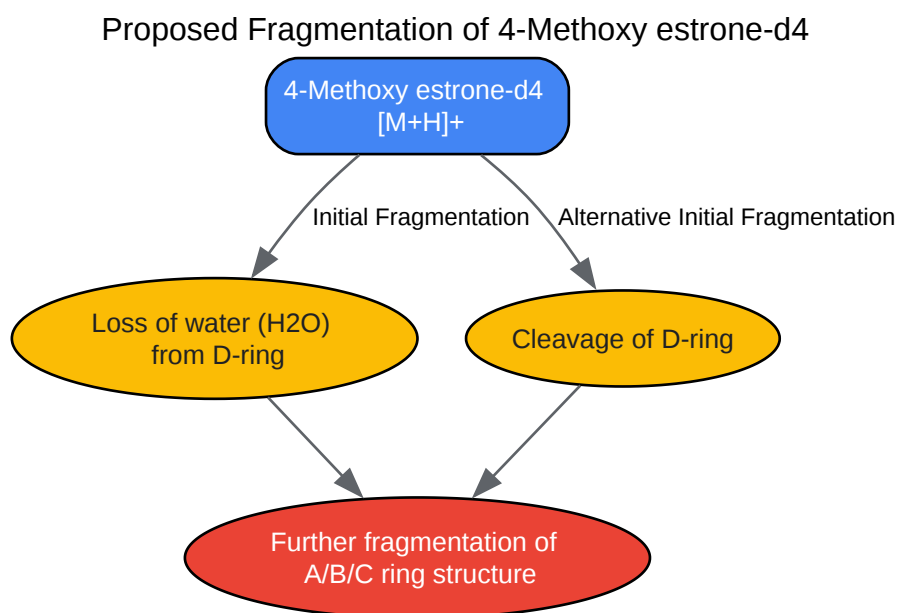 Proposed Fragmentation of 4-Methoxy estrone-d4
4-Methoxy estrone-d4
[M+H]+
Initial Fragmentation
Alternative Initial Fragmentation
Loss of water (H2O)
from D-ring
Cleavage of D-ring
Further fragmentation of
A/B/C ring structure